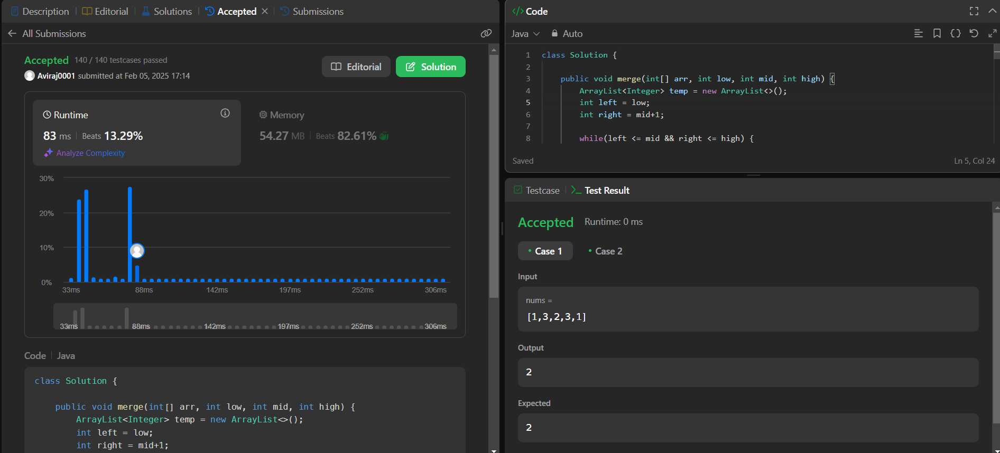 Description
Editorial
Solutions
Accepted
Submissions
All Submissions
Accepted 140 / 140 testcases passed
Aviraj0001 submitted at Feb 05, 2025 17:14
Editorial
Solution
Runtime
83 ms | Beats 13.29%
Analyze Complexity
Memory
54.27 MB | Beats 82.61%
30%
20%
10%
0%
33ms 88ms 142ms 197ms 252ms 306ms
33ms 88ms 142ms 197ms 252ms 306ms
Code | Java
class Solution {
public void merge(int[] arr, int low, int mid, int high) {
ArrayList<Integer> temp = new ArrayList<>();
int left = low;
int right = mid+1;
</> Code
Java Auto
1 class Solution {
2
3 public void merge(int[] arr, int low, int mid, int high) {
4 ArrayList<Integer> temp = new ArrayList<>();
5 int left = low;
6 int right = mid+1;
7
8 while(left <= mid && right <= high) {
Saved Ln 5, Col 24
Testcase
Test Result
Accepted Runtime: 0 ms
Case 1 Case 2
Input
nums =
[1,3,2,3,1]
Output
2
Expected
2